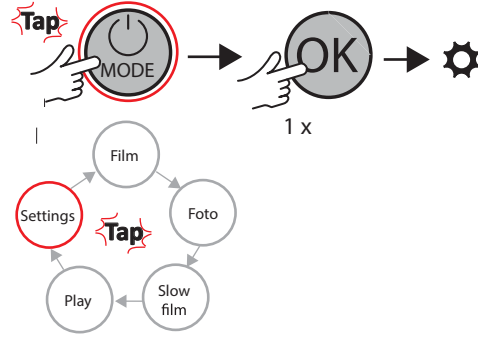 Tap
MODE
OK
1 x
Film
Settings
Tap
Foto
Play
Slow
film